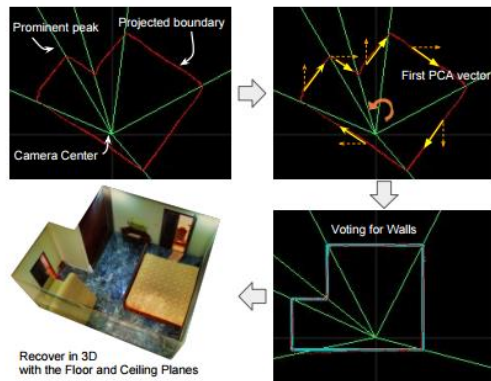 Prominent peak
Projected boundary
Camera Center
First PCA vector
Voting for Walls
Recover in 3D
with the Floor and Ceiling Planes